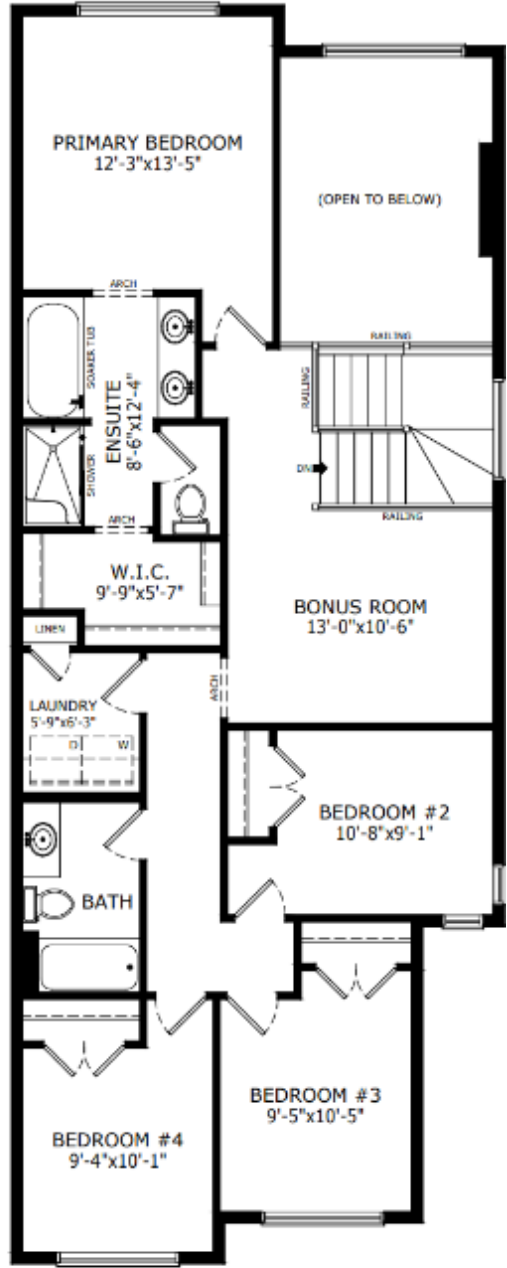 PRIMARY BEDROOM
12'-3"x13'-5"
(OPEN TO BELOW)
ARCH
RAILING
SOAKER TUB
ENSUITE
8'-6"x12'-4"
RAILING
SHOWER
DN
ARCH
RAILING
W.I.C.
9'-9"x5'-7"
BONUS ROOM
13'-0"x10'-6"
LINEN
ARCH
LAUNDRY
5'-9"x6'-3"
D W
BEDROOM #2
10'-8"x9'-1"
BATH
BEDROOM #3
9'-5"x10'-5"
BEDROOM #4
9'-4"x10'-1"